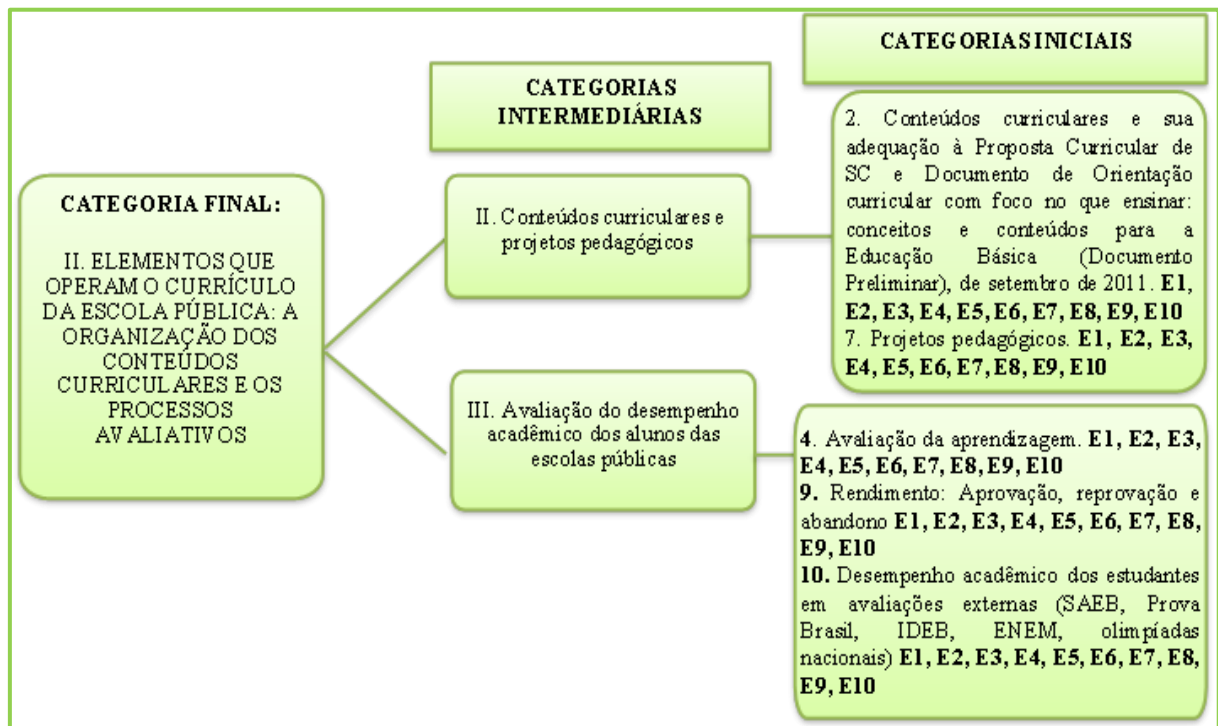 CATEGORIAS INICIAIS
CATEGORIAS
INTERMEDIÁRIAS
CATEGORIA FINAL:
II. ELEMENTOS QUE
OPERAM O CURRÍCULO
DA ESCOLA PÚBLICA: A
ORGANIZAÇÃO DOS
CONTEÚDOS
CURRICULARES E OS
PROCESSOS
AVALIATIVOS
II. Conteúdos curriculares e
projetos pedagógicos
2. Conteúdos curriculares e sua
adequação à Proposta Curricular de
SC e Documento de Orientação
curricular com foco no que ensinar:
conceitos e conteúdos para a
Educação Básica (Documento
Preliminar), de setembro de 2011. E1,
E2, E3, E4, E5, E6, E7, E8, E9, E10
7. Projetos pedagógicos. E1, E2, E3,
E4, E5, E6, E7, E8, E9, E10
III. Avaliação do desempenho
acadêmico dos alunos das
escolas públicas
4. Avaliação da aprendizagem. E1, E2, E3,
E4, E5, E6, E7, E8, E9, E10
9. Rendimento: Aprovação, reprovação e
abandono E1, E2, E3, E4, E5, E6, E7, E8,
E9, E10
10. Desempenho acadêmico dos estudantes
em avaliações externas (SAEB, Prova
Brasil, IDEB, ENEM, olimpíadas
nacionais) E1, E2, E3, E4, E5, E6, E7, E8,
E9, E10